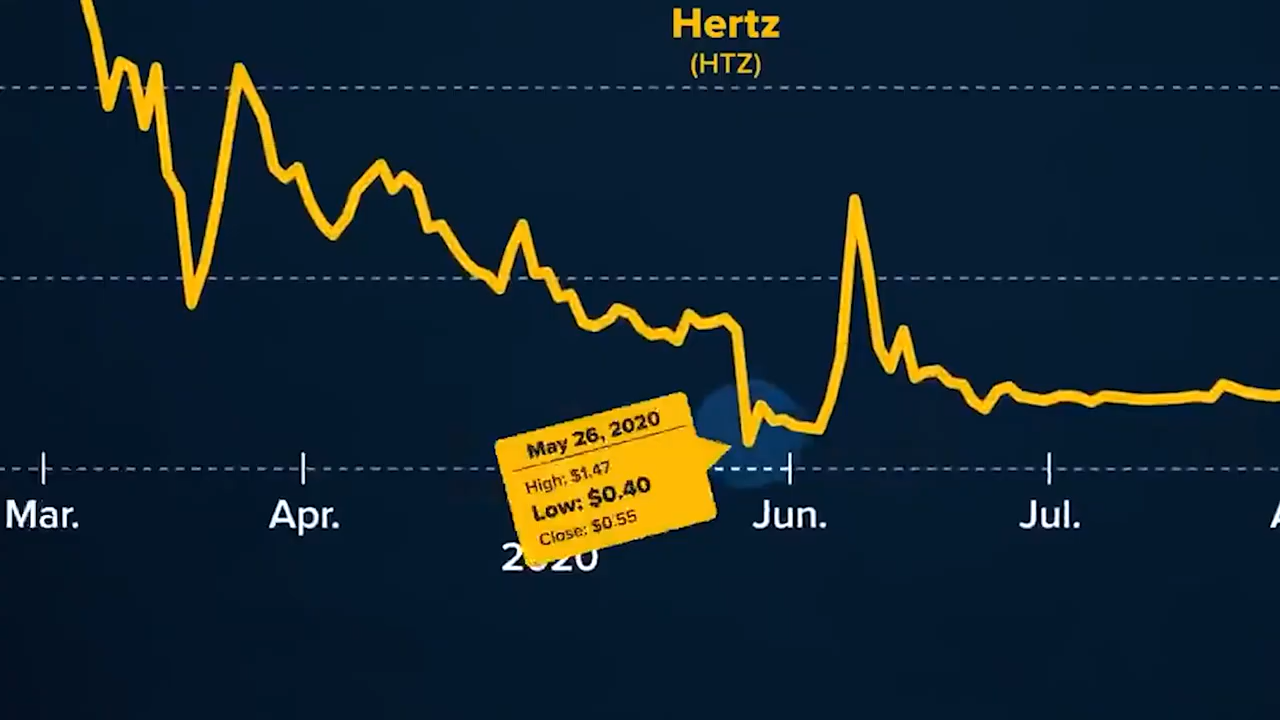 Hertz
(HTZ)
May 26, 2020
High: $1.47
Low: $0.40
Close: $0.55
Mar.
Apr.
Jun.
Jul.
A
2020